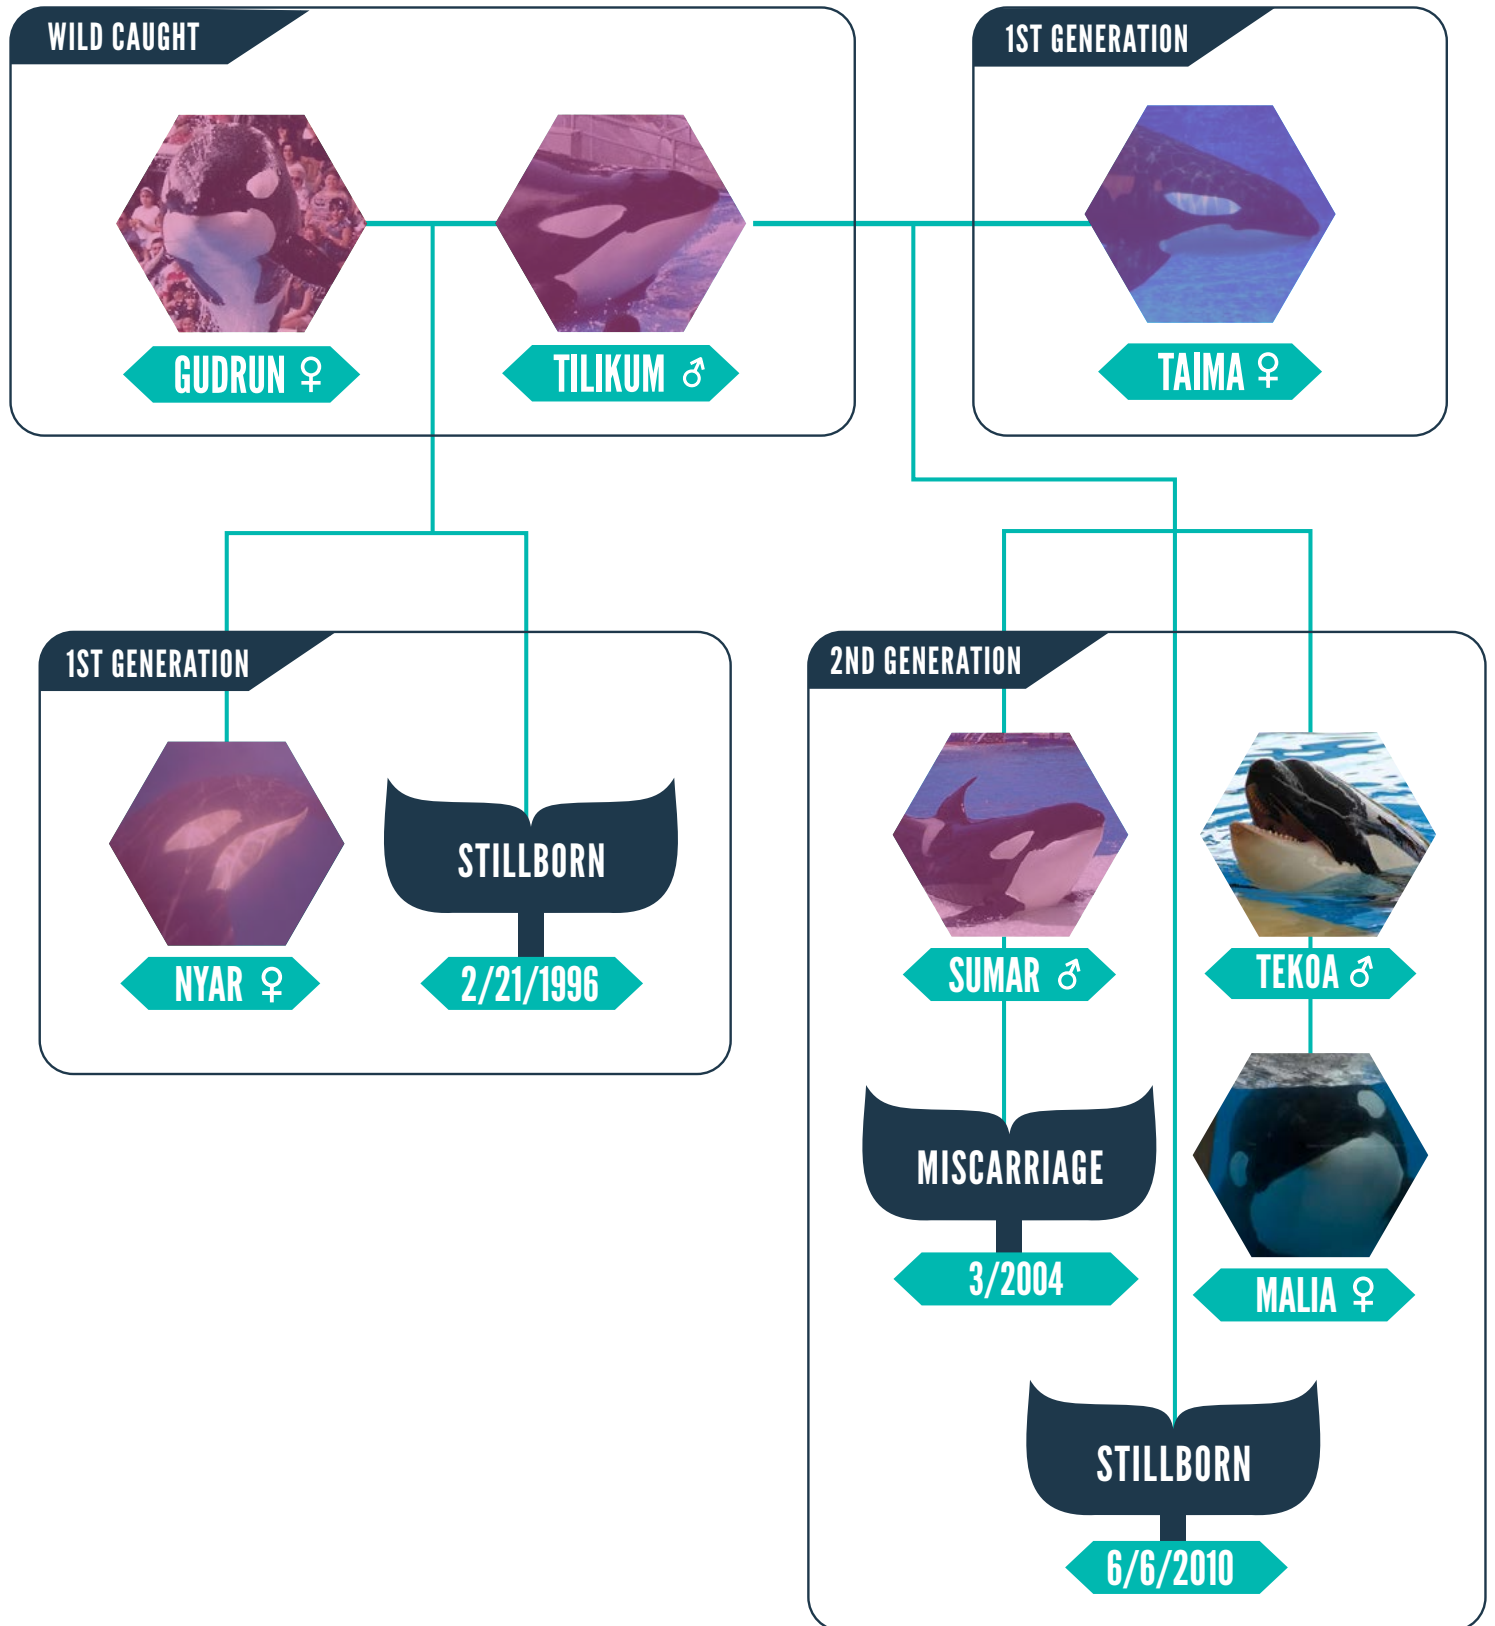 WILD CAUGHT
1ST GENERATION
GUDRUN ♀
TILIKUM ♂
TAIMA ♀
1ST GENERATION
2ND GENERATION
STILLBORN
NYAR ♀
2/21/1996
SUMAR ♂
TEKOA ♂
MISCARRIAGE
3/2004
MALIA ♀
STILLBORN
6/6/2010